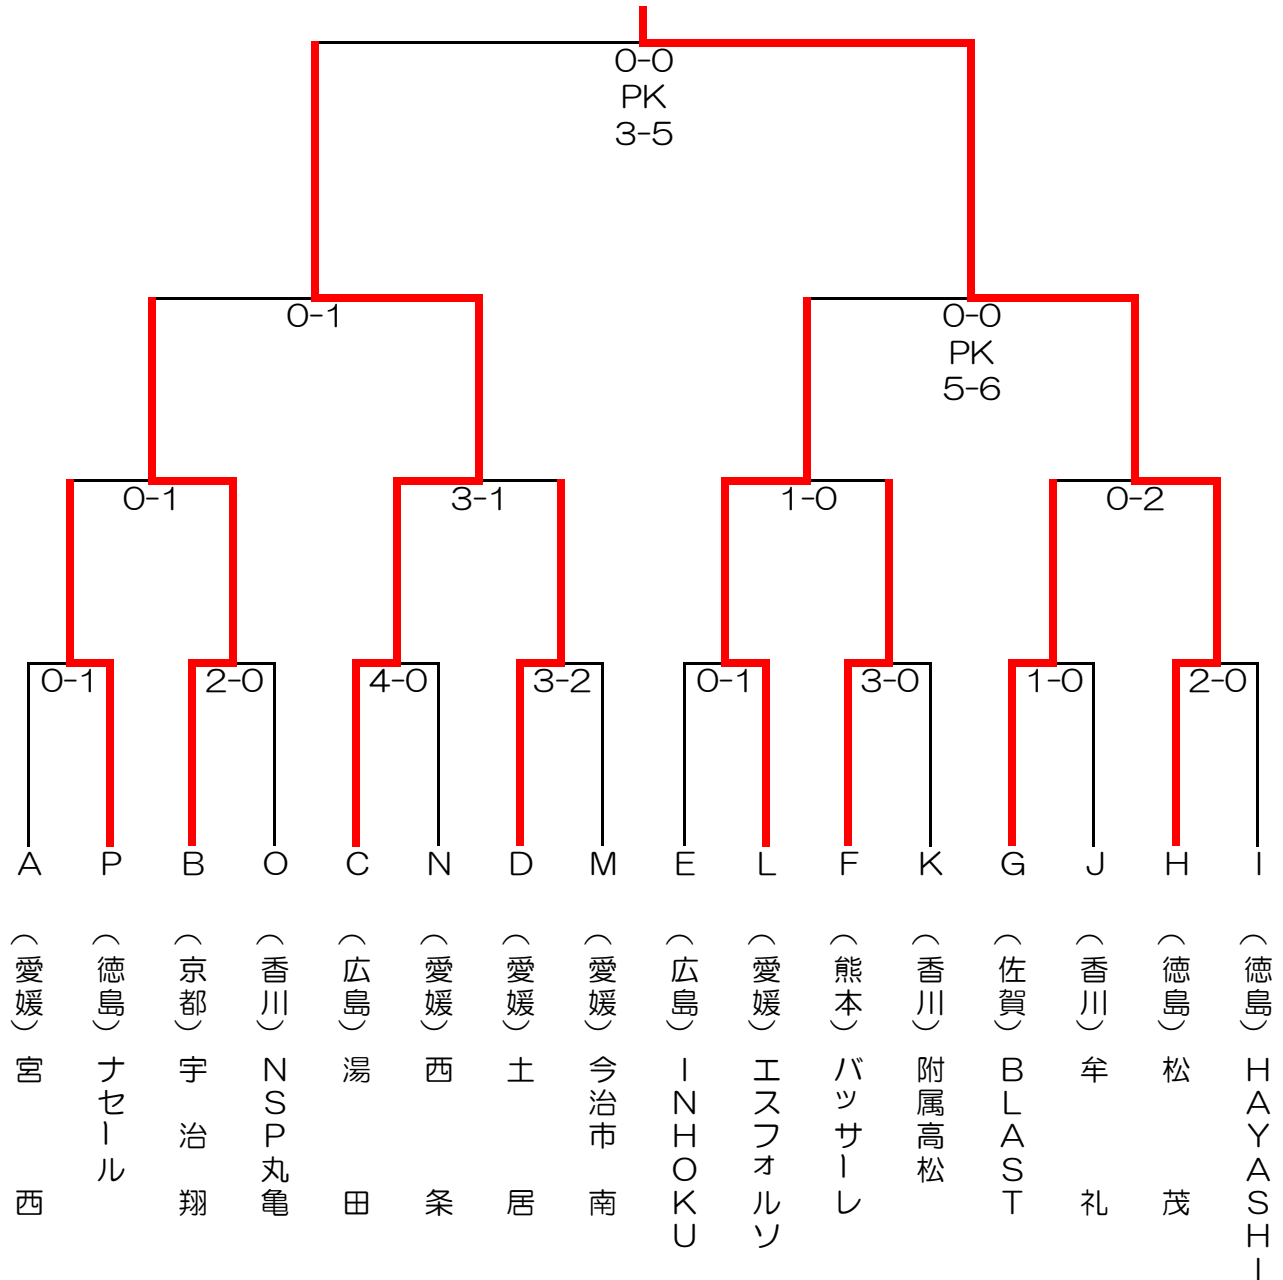 0-0
PK
3-5
0-1
0-0
PK
5-6
0-1
3-1
1-0
0-2
0-1
2-0
4-0
3-2
0-1
3-0
1-0
2-0
A
P
B
O
C
N
D
M
E
L
F
K
G
J
H
I
(愛媛)宮西
(徳島)ナセール
(京都)宇治翔
(香川)NSP丸亀
(広島)湯田
(愛媛)西条
(愛媛)土居
(愛媛)今治市南
(広島)INHOKU
(愛媛)エスフォルソ
(熊本)バッサーレ
(香川)附属高松
(佐賀)BLAST
(香川)牟礼
(徳島)松茂
(徳島)HAYASHI